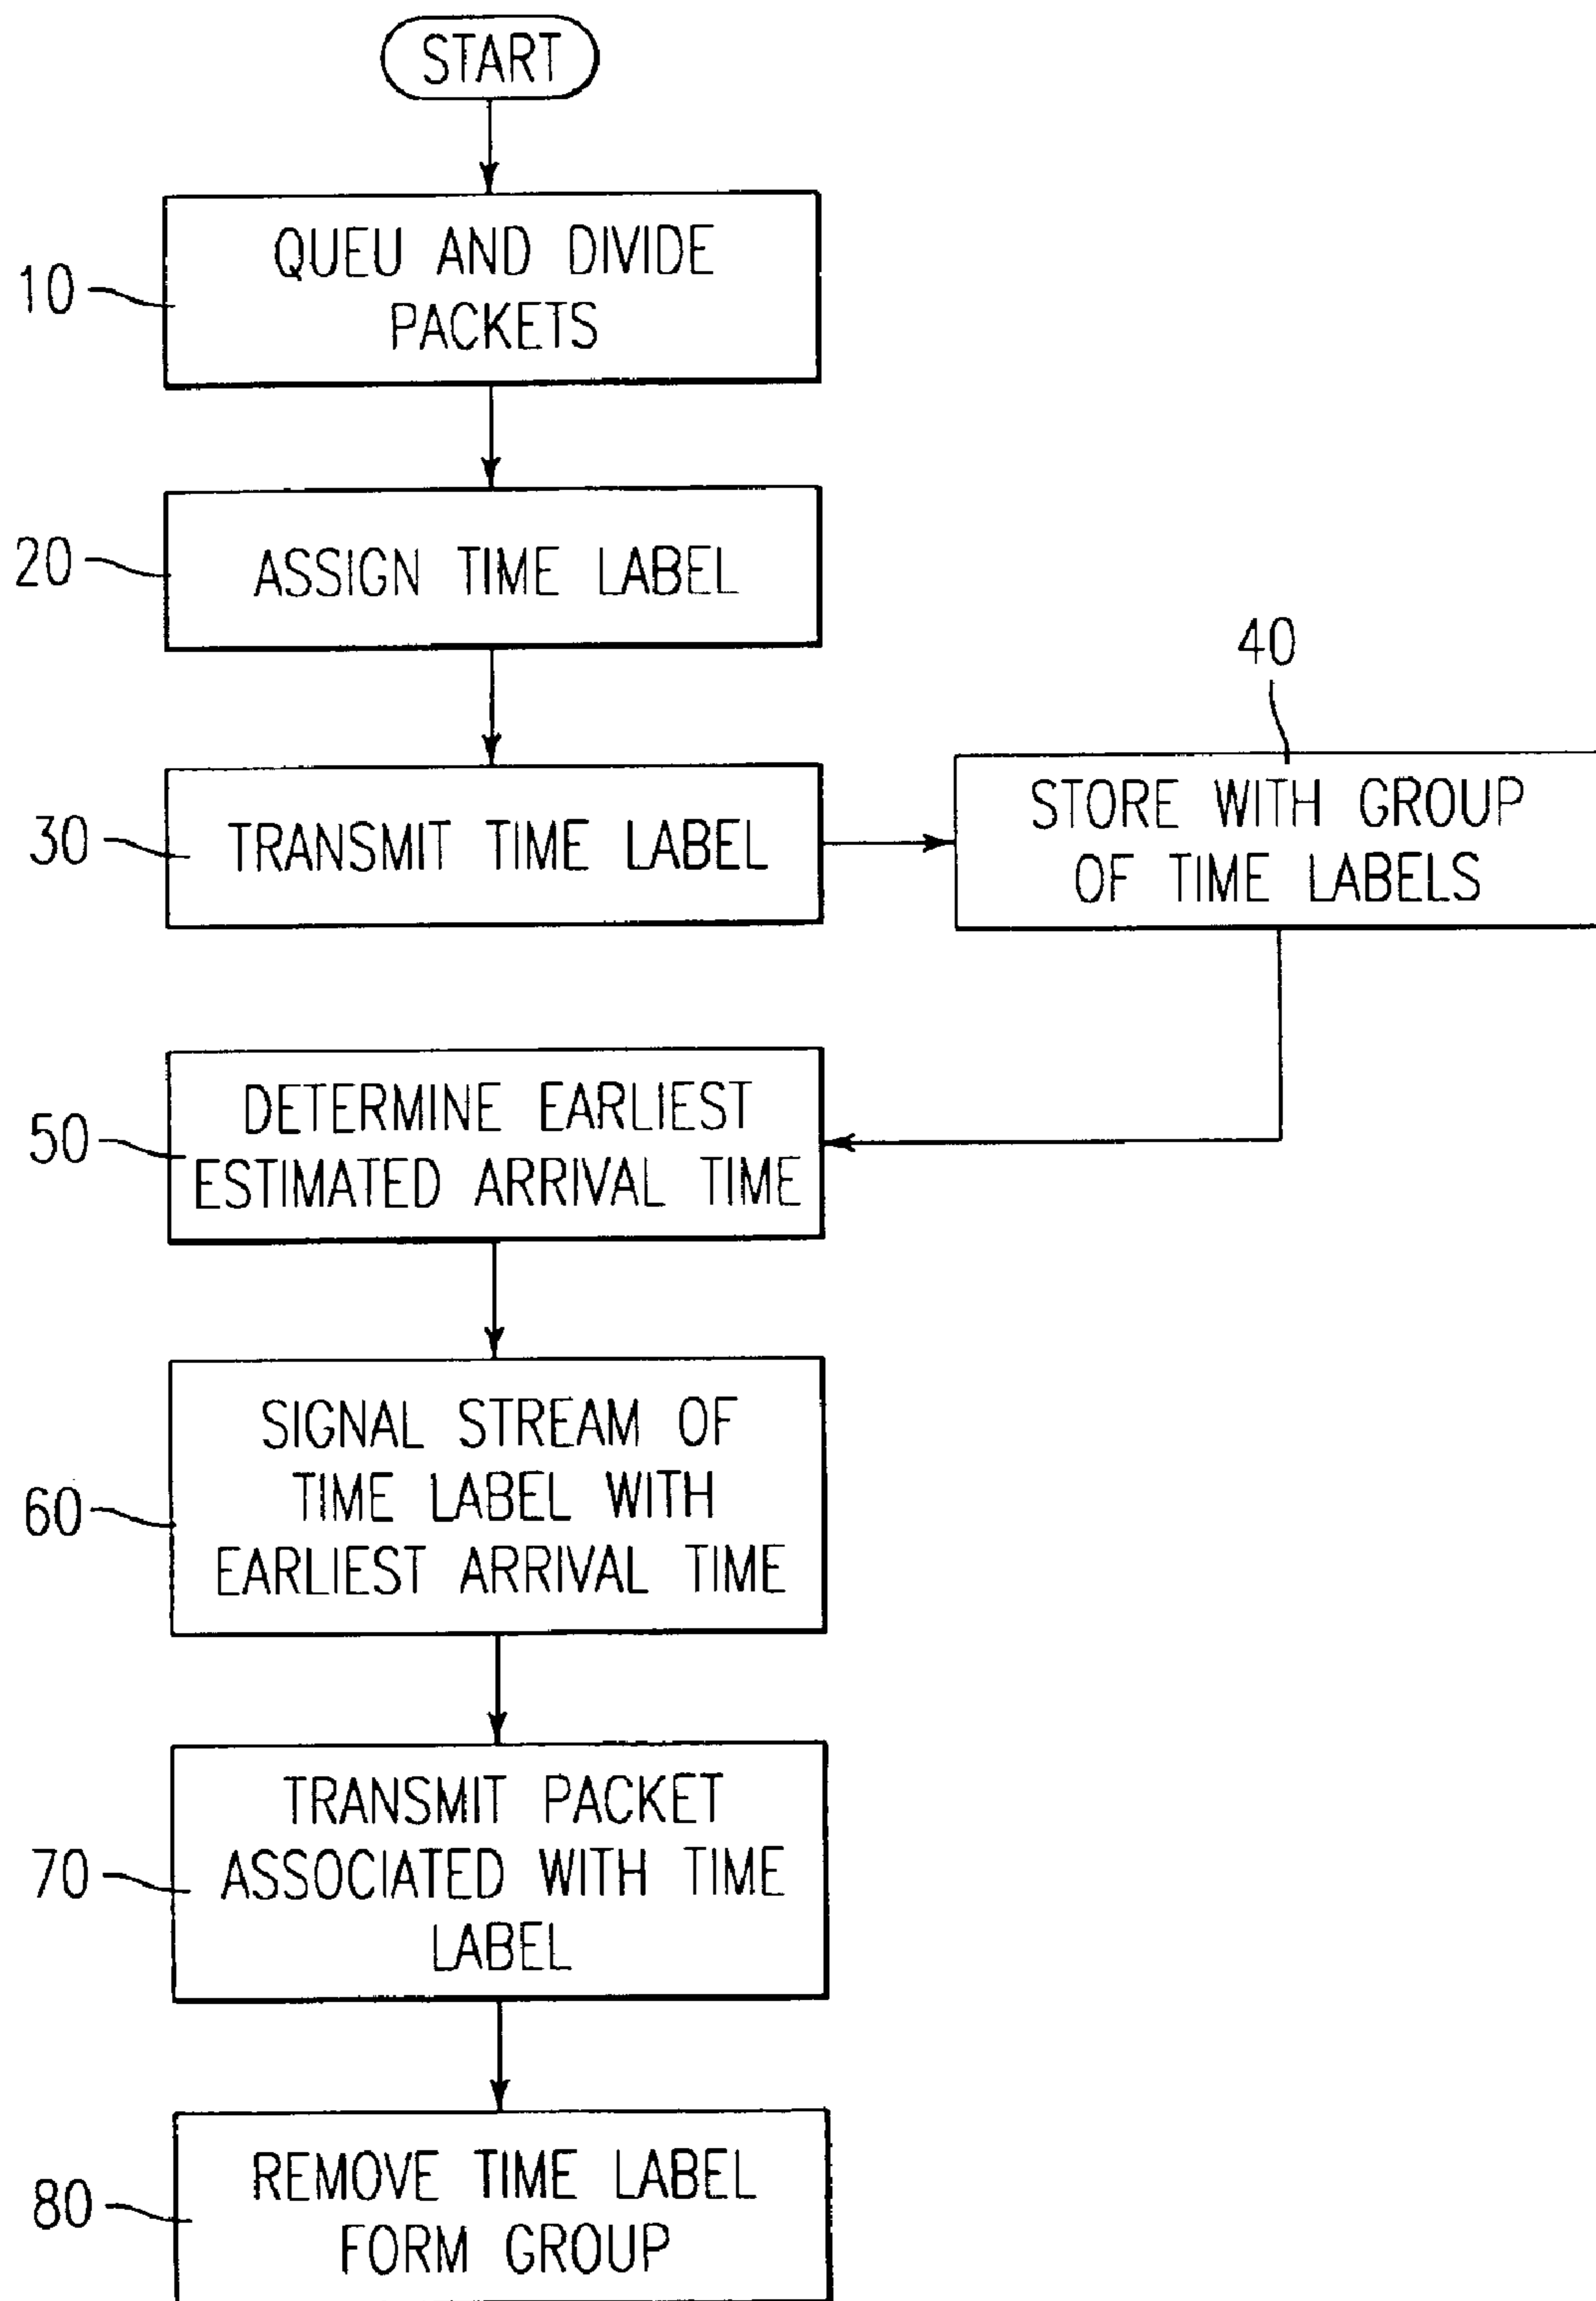 START
10
QUEU AND DIVIDE
PACKETS
20
ASSIGN TIME LABEL
30
TRANSMIT TIME LABEL
40
STORE WITH GROUP
OF TIME LABELS
50
DETERMINE EARLIEST
ESTIMATED ARRIVAL TIME
60
SIGNAL STREAM OF
TIME LABEL WITH
EARLIEST ARRIVAL TIME
70
TRANSMIT PACKET
ASSOCIATED WITH TIME
LABEL
80
REMOVE TIME LABEL
FORM GROUP